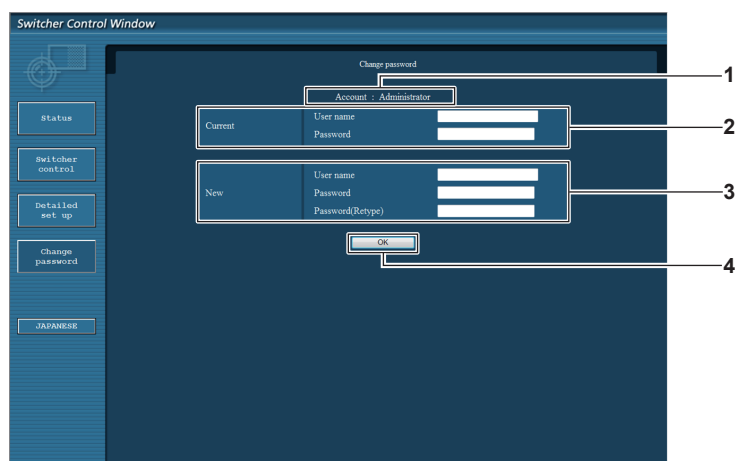 Switcher Control Window
Change password
1
Account : Administrator
Current
User name
Password
2
New
User name
Password
Password(Retype)
3
OK
4
Status
Switcher
control
Detailed
set up
Change
password
JAPANESE